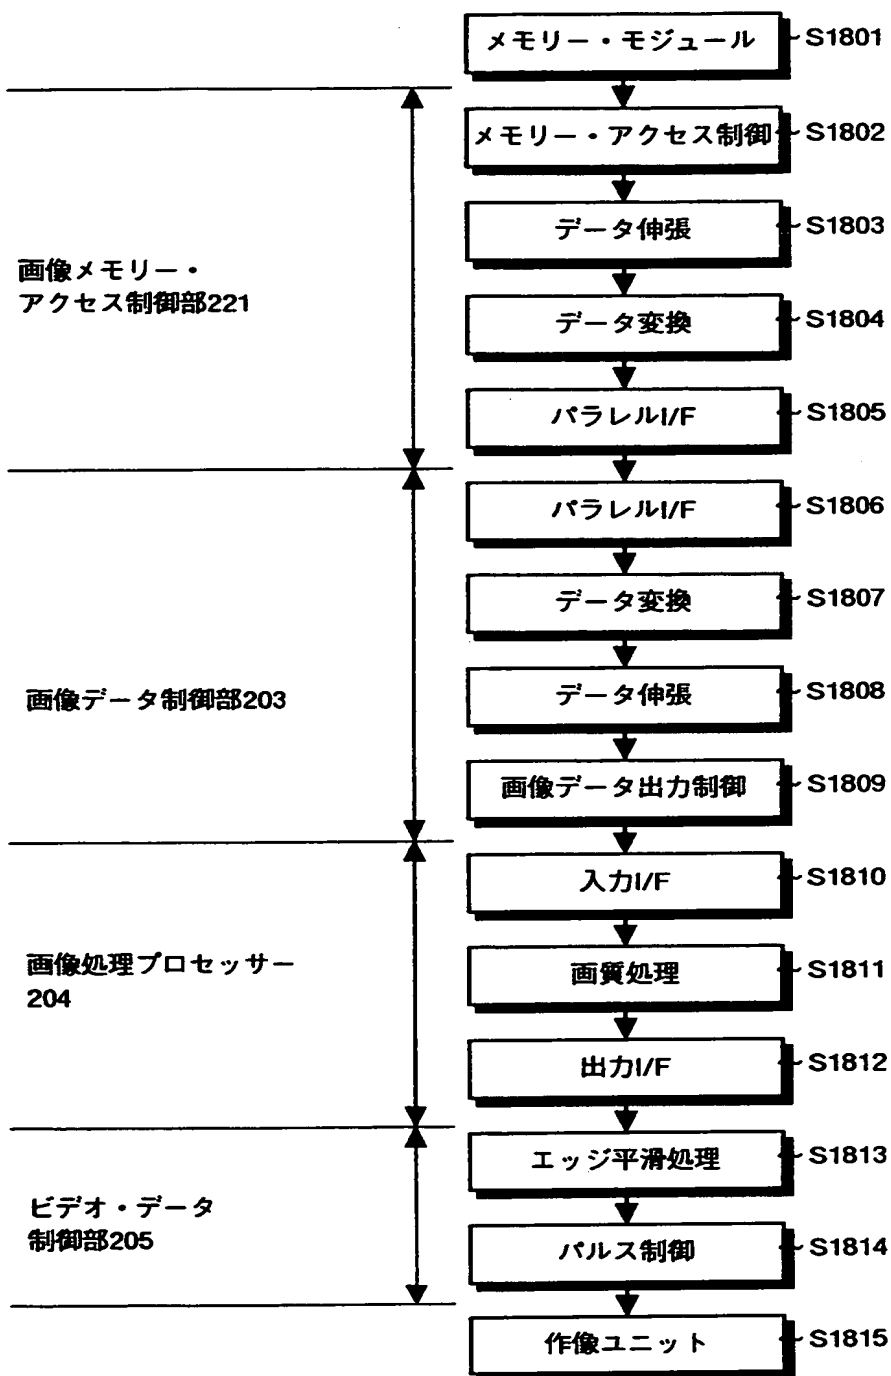 メモリー・モジュール S1801
メモリー・アクセス制御 S1802
データ伸張 S1803
画像メモリー・
アクセス制御部221
データ変換 S1804
パラレルI/F S1805
パラレルI/F S1806
データ変換 S1807
画像データ制御部203
データ伸張 S1808
画像データ出力制御 S1809
入力I/F S1810
画像処理プロセッサー
204
画質処理 S1811
出力I/F S1812
エッジ平滑処理 S1813
ビデオ・データ
制御部205
パルス制御 S1814
作像ユニット S1815